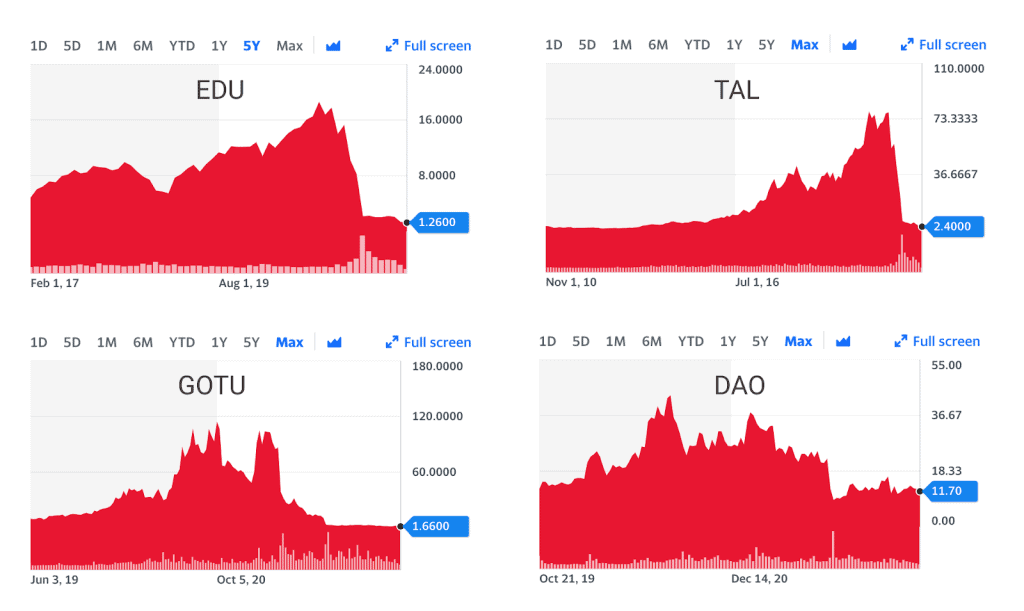 1D 5D 1M 6M YTD 1Y 5Y Max Full screen
EDU
24.0000
16.0000
8.0000
1.2600
Feb 1, 17 Aug 1, 19
1D 5D 1M 6M YTD 1Y 5Y Max Full screen
TAL
110.0000
73.3333
36.6667
2.4000
Nov 1, 10 Jul 1, 16
1D 5D 1M 6M YTD 1Y 5Y Max Full screen
GOTU
180.0000
120.0000
60.0000
1.6600
Jun 3, 19 Oct 5, 20
1D 5D 1M 6M YTD 1Y 5Y Max Full screen
DAO
55.00
36.67
18.33
11.70
0.00
Oct 21, 19 Dec 14, 20